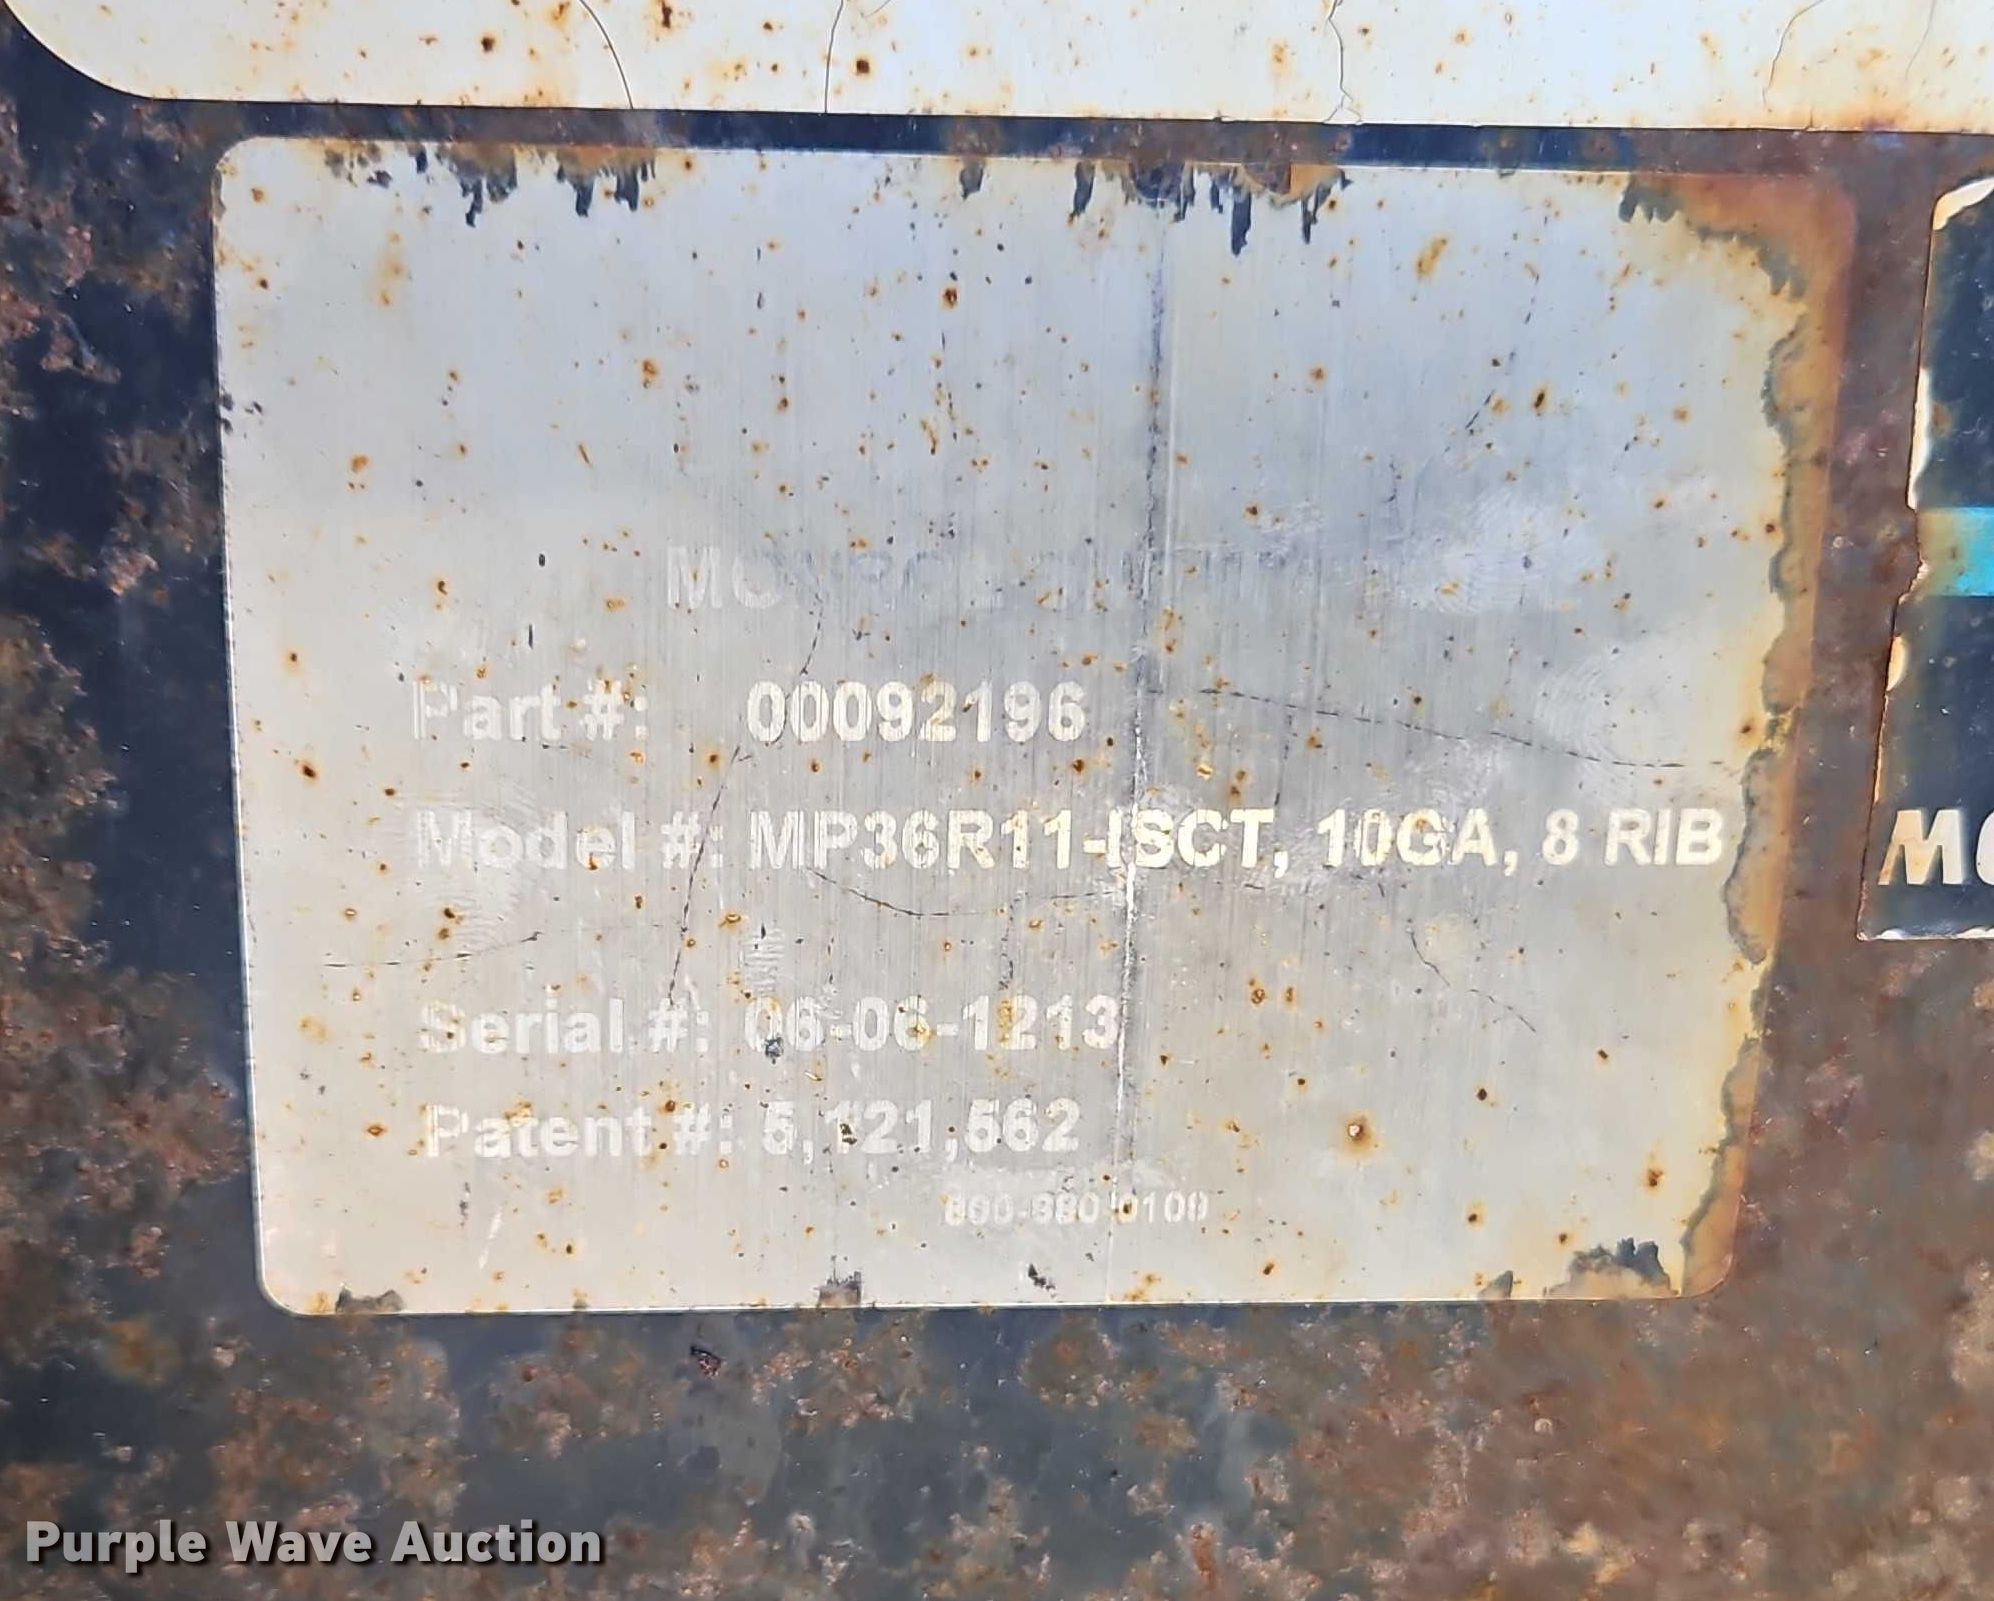 Part #: 00092196
Model #: MP36R11-ISCT, 10GA, 8 RIB
Serial #: 06-06-1213
Patent #: 5,121,562
Purple Wave Auction